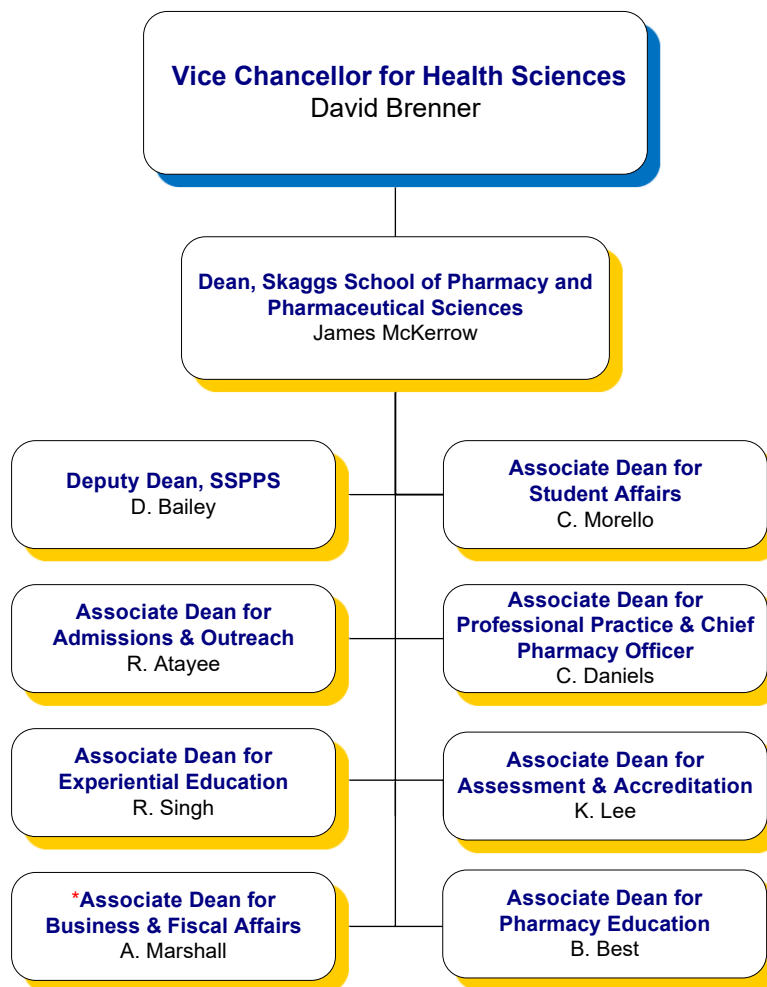 Vice Chancellor for Health Sciences
David Brenner
Dean, Skaggs School of Pharmacy and
Pharmaceutical Sciences
James McKerrow
Deputy Dean, SSPPS
D. Bailey
Associate Dean for
Student Affairs
C. Morello
Associate Dean for
Admissions & Outreach
R. Atayee
Associate Dean for
Professional Practice & Chief
Pharmacy Officer
C. Daniels
Associate Dean for
Experiential Education
R. Singh
Associate Dean for
Assessment & Accreditation
K. Lee
*Associate Dean for
Business & Fiscal Affairs
A. Marshall
Associate Dean for
Pharmacy Education
B. Best